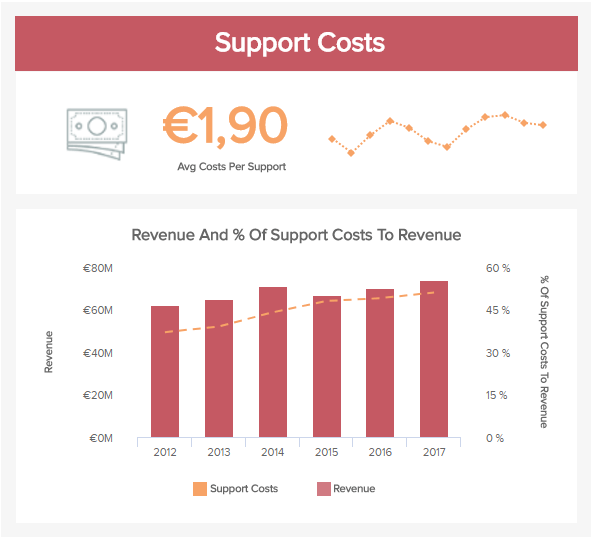 Support Costs
€1,90
Avg Costs Per Support
Revenue And % Of Support Costs To Revenue
€80M
€60M
€40M
€20M
€0M
Revenue
60 %
45 %
30 %
15 %
0 %
% Of Support Costs To Revenue
2012 2013 2014 2015 2016 2017
Support Costs Revenue